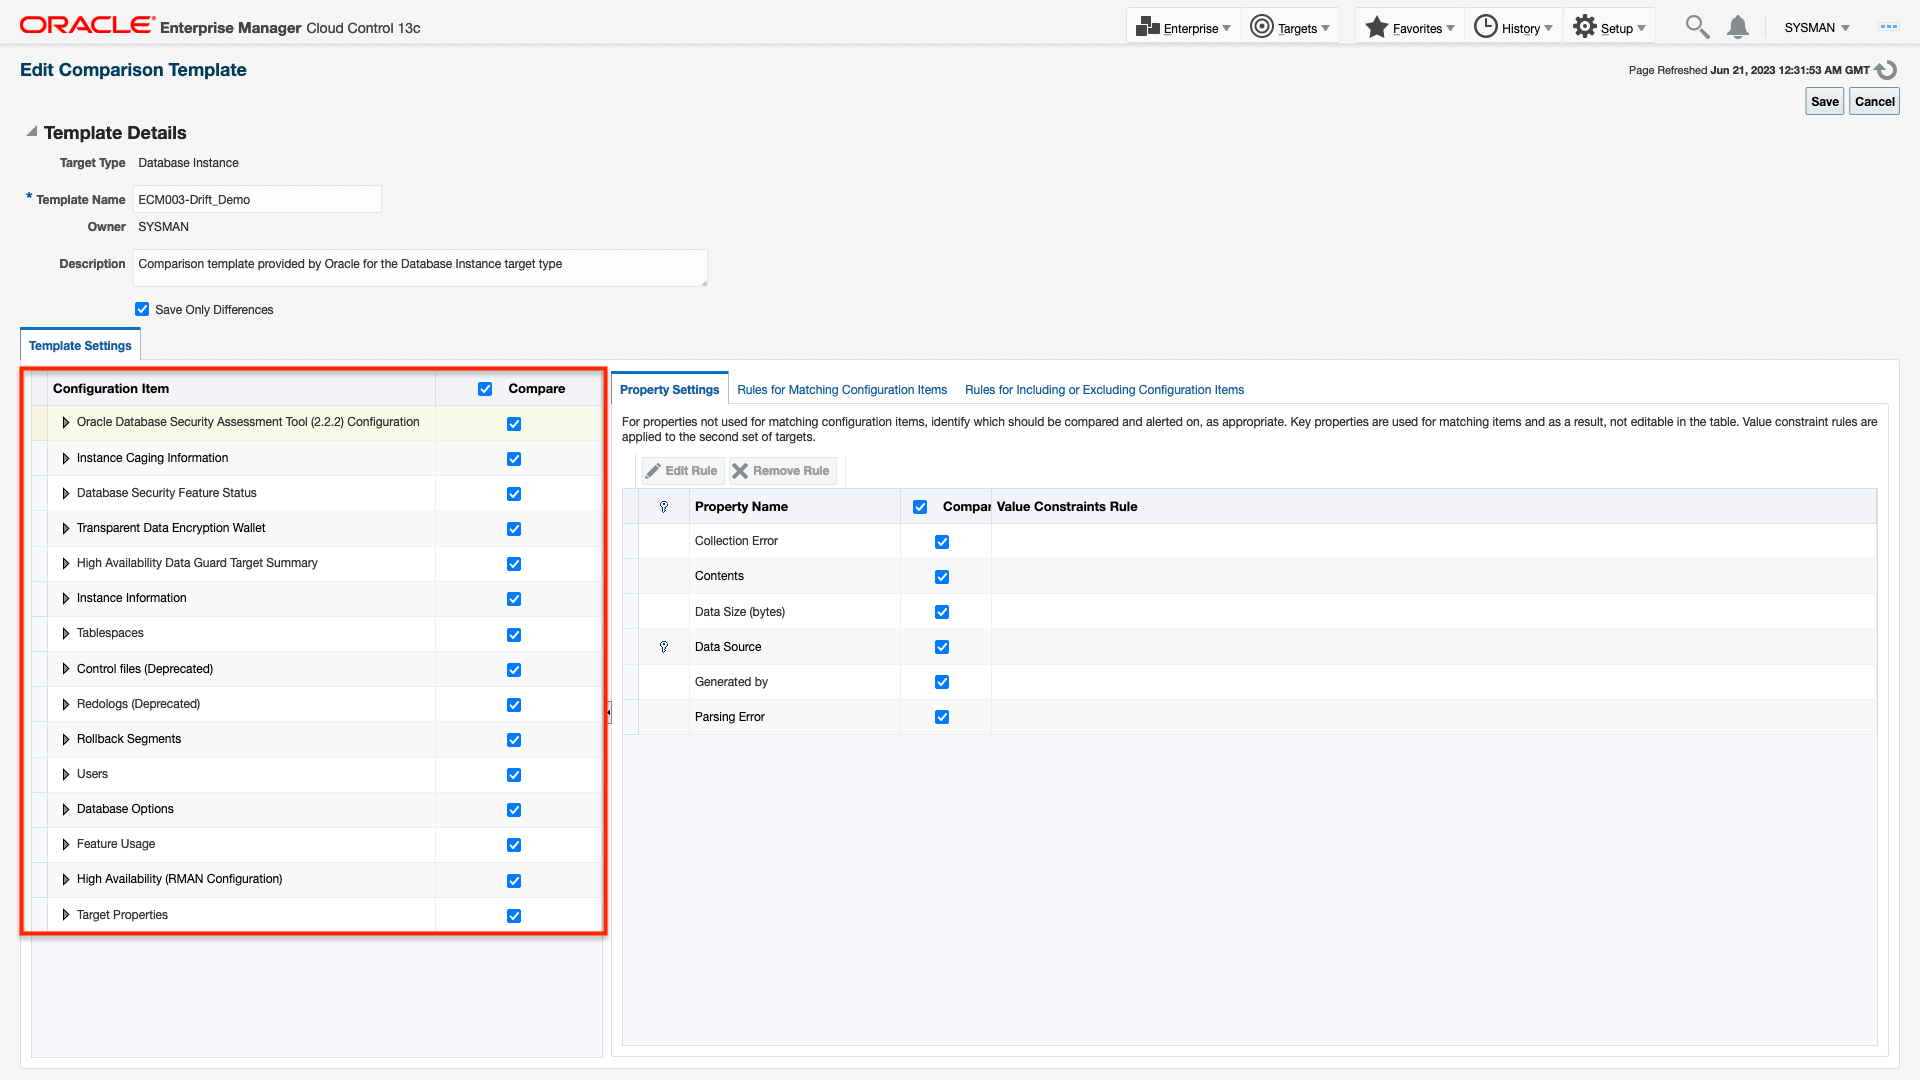 ORACLE Enterprise Manager Cloud Control 13c
Enterprise Targets Favorites History Setup SYSMAN
Edit Comparison Template
Page Refreshed Jun 21, 2023 12:31:53 AM GMT
Save Cancel
Template Details
Target Type Database Instance
* Template Name ECM003-Drift_Demo
Owner SYSMAN
Description Comparison template provided by Oracle for the Database Instance target type
Save Only Differences
Template Settings
Configuration Item Compare
Oracle Database Security Assessment Tool (2.2.2) Configuration
Instance Caging Information
Database Security Feature Status
Transparent Data Encryption Wallet
High Availability Data Guard Target Summary
Instance Information
Tablespaces
Control files (Deprecated)
Redologs (Deprecated)
Rollback Segments
Users
Database Options
Feature Usage
High Availability (RMAN Configuration)
Target Properties
Property Settings Rules for Matching Configuration Items Rules for Including or Excluding Configuration Items
For properties not used for matching configuration items, identify which should be compared and alerted on, as appropriate. Key properties are used for matching items and as a result, not editable in the table. Value constraint rules are
applied to the second set of targets.
Edit Rule Remove Rule
Property Name Compar Value Constraints Rule
Collection Error
Contents
Data Size (bytes)
Data Source
Generated by
Parsing Error